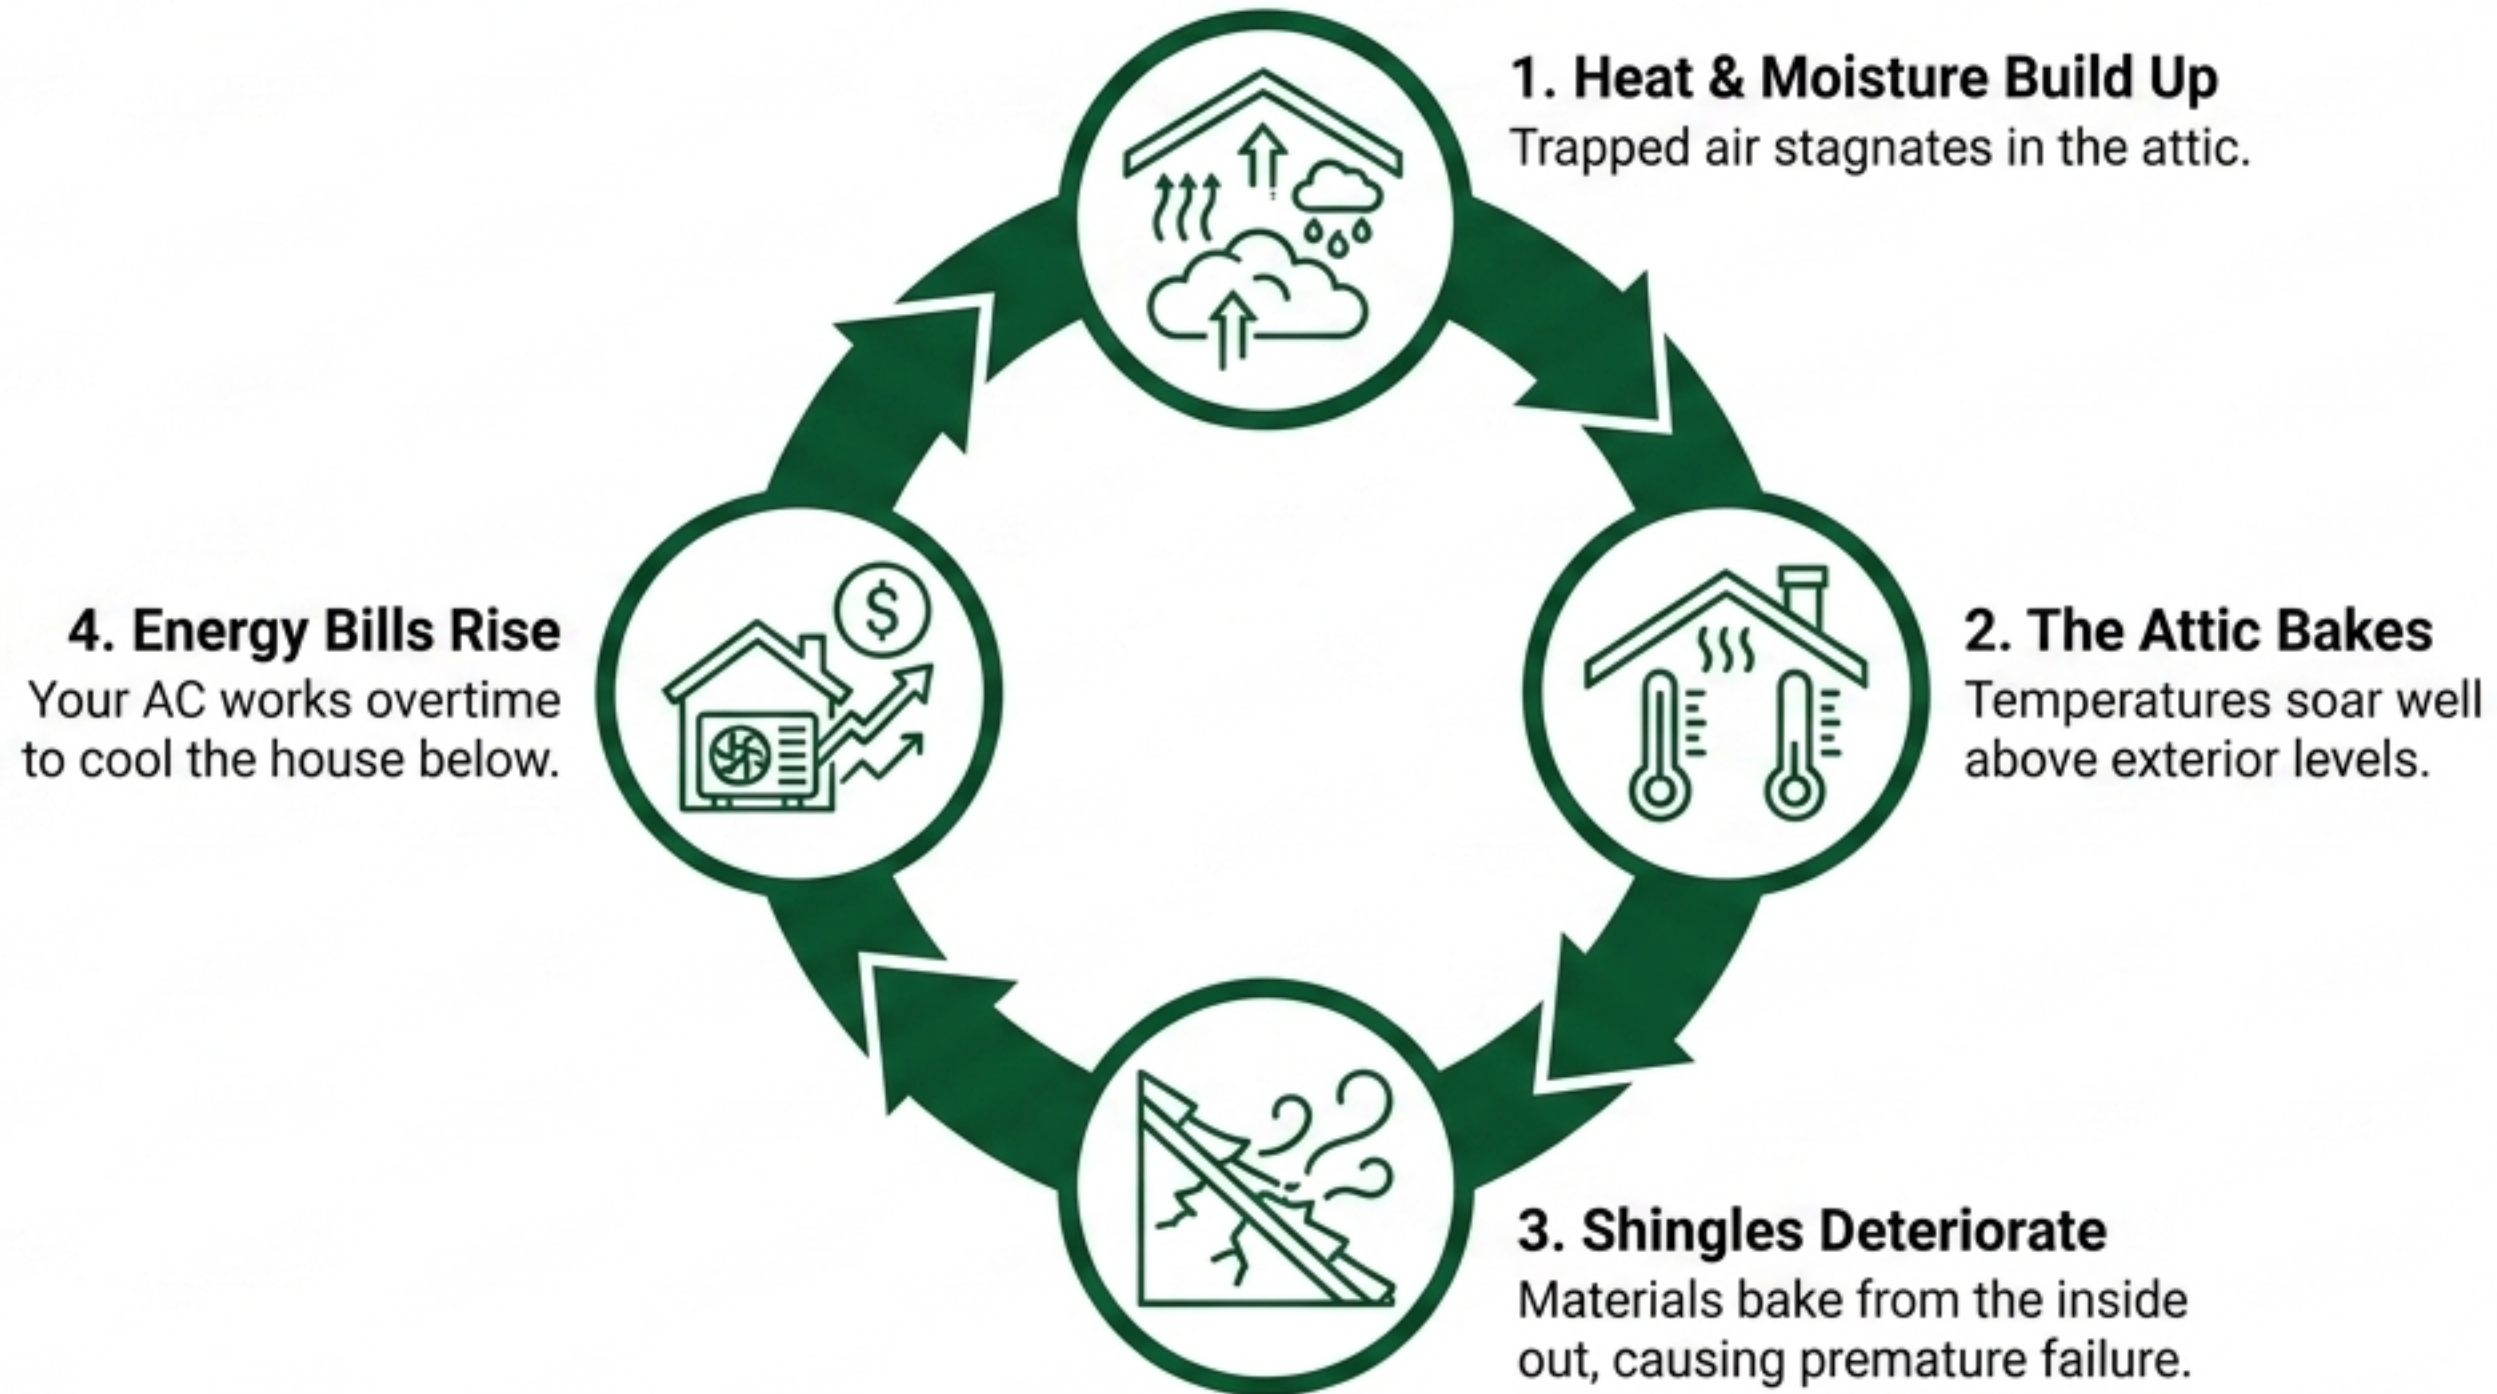 1. Heat & Moisture Build Up
Trapped air stagnates in the attic.
2. The Attic Bakes
Temperatures soar well
above exterior levels.
3. Shingles Deteriorate
Materials bake from the inside
out, causing premature failure.
4. Energy Bills Rise
Your AC works overtime
to cool the house below.
$